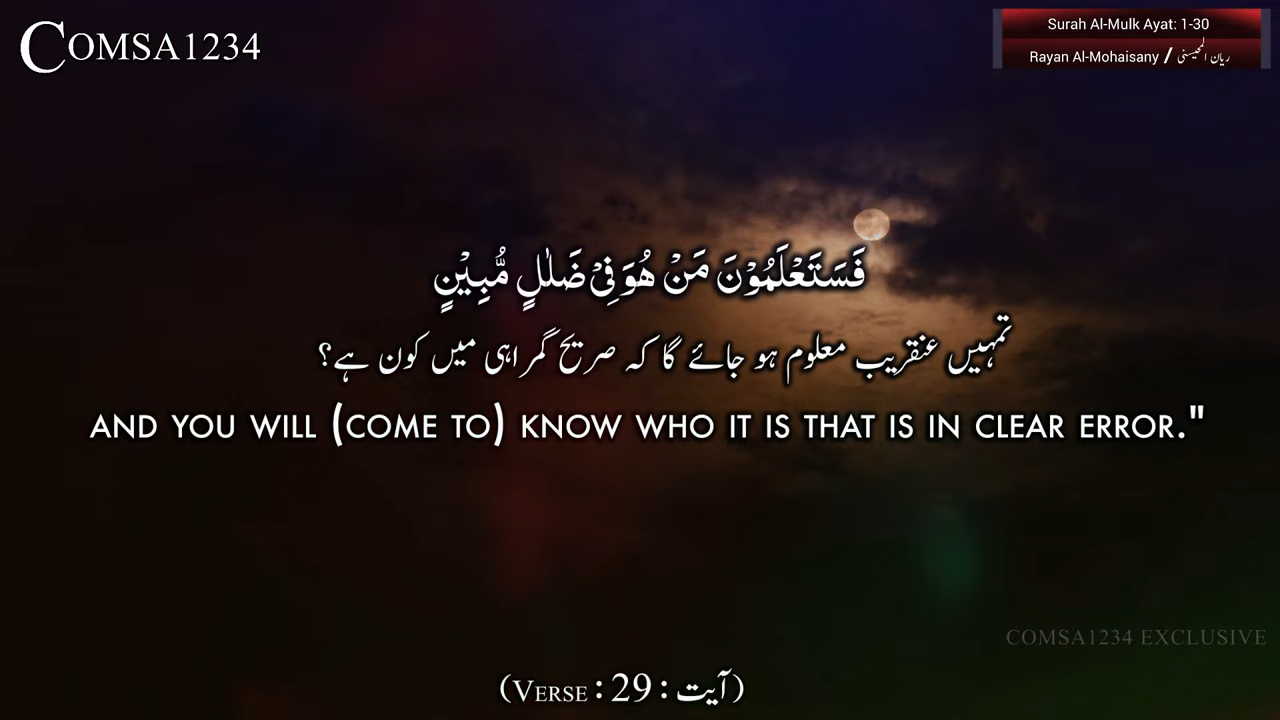 COMSA1234
Surah Al-Mulk Ayat: 1-30
Rayan Al-Mohaisany / ریان المحیسنی
فَسَتَعْلَمُوْنَ مَنْ هُوَ فِیْ ضَلٰلٍ مُّبِیْنٍ
تمہیں عنقریب معلوم ہو جائے گا کہ صریح گمراہی میں کون ہے؟
AND YOU WILL (COME TO) KNOW WHO IT IS THAT IS IN CLEAR ERROR."
COMSA1234 EXCLUSIVE
(VERSE : 29 : آیت)